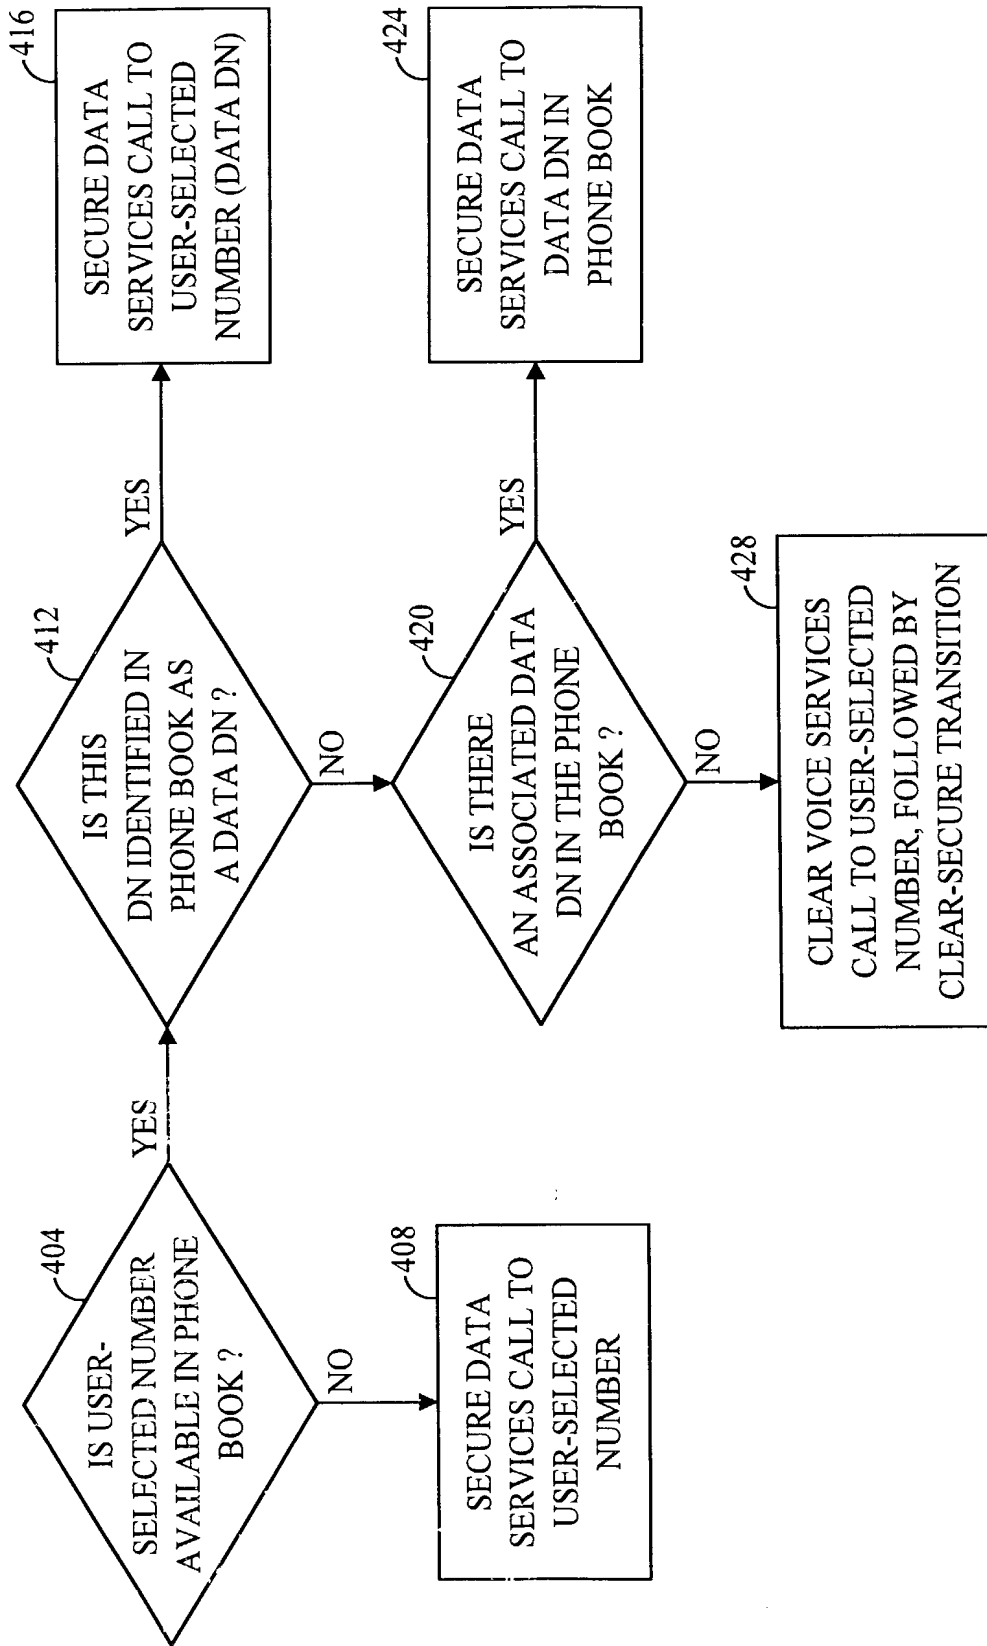 404
IS USER-
SELECTED NUMBER
AVAILABLE IN PHONE
BOOK ?
YES
NO
408
SECURE DATA
SERVICES CALL TO
USER-SELECTED
NUMBER
412
IS THIS
DN IDENTIFIED IN
PHONE BOOK AS
A DATA DN ?
YES
NO
416
SECURE DATA
SERVICES CALL TO
USER-SELECTED
NUMBER (DATA DN)
420
IS THERE
AN ASSOCIATED DATA
DN IN THE PHONE
BOOK ?
YES
NO
424
SECURE DATA
SERVICES CALL TO
DATA DN IN
PHONE BOOK
428
CLEAR VOICE SERVICES
CALL TO USER-SELECTED
NUMBER, FOLLOWED BY
CLEAR-SECURE TRANSITION